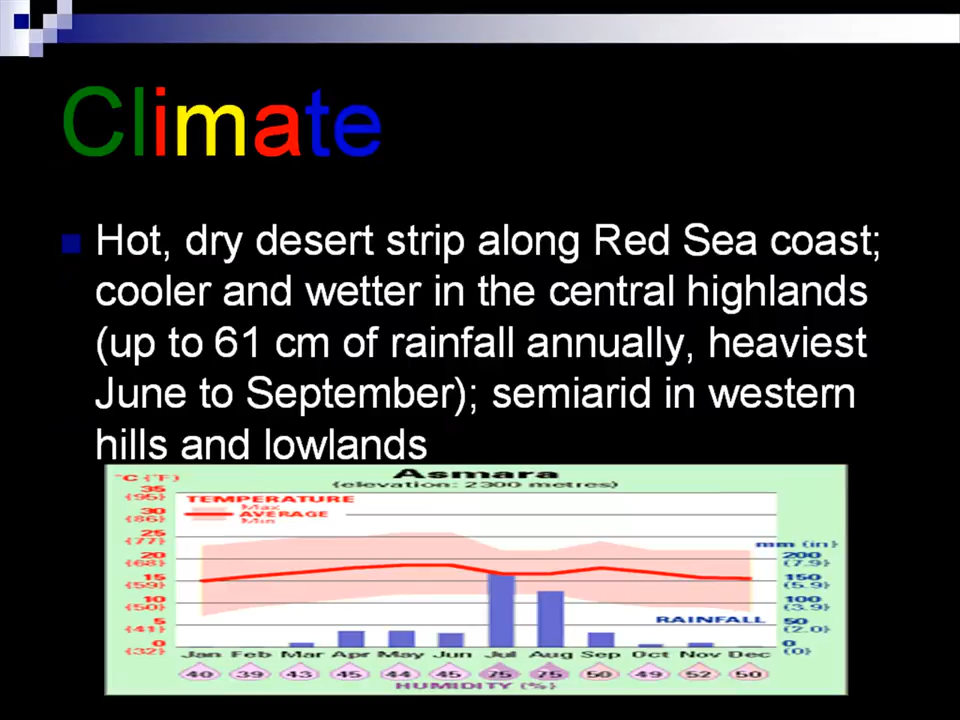 Climate
Hot, dry desert strip along Red Sea coast;
cooler and wetter in the central highlands
(up to 61 cm of rainfall annually, heaviest
June to September); semiarid in western
hills and lowlands
Asmara
(elevation: 2300 metres)
°C (°F)
35
(95)
30
(86)
25
(77)
20
(68)
15
(59)
10
(50)
5
(41)
0
(32)
TEMPERATURE
Max
AVERAGE
Min
mm (in)
200
(7.9)
150
(5.9)
100
(3.9)
50
(2.0)
0
(0)
RAINFALL
Jan Feb Mar Apr May Jun Jul Aug Sep Oct Nov Dec
40 39 43 45 44 45 75 75 50 49 52 50
HUMIDITY (%)